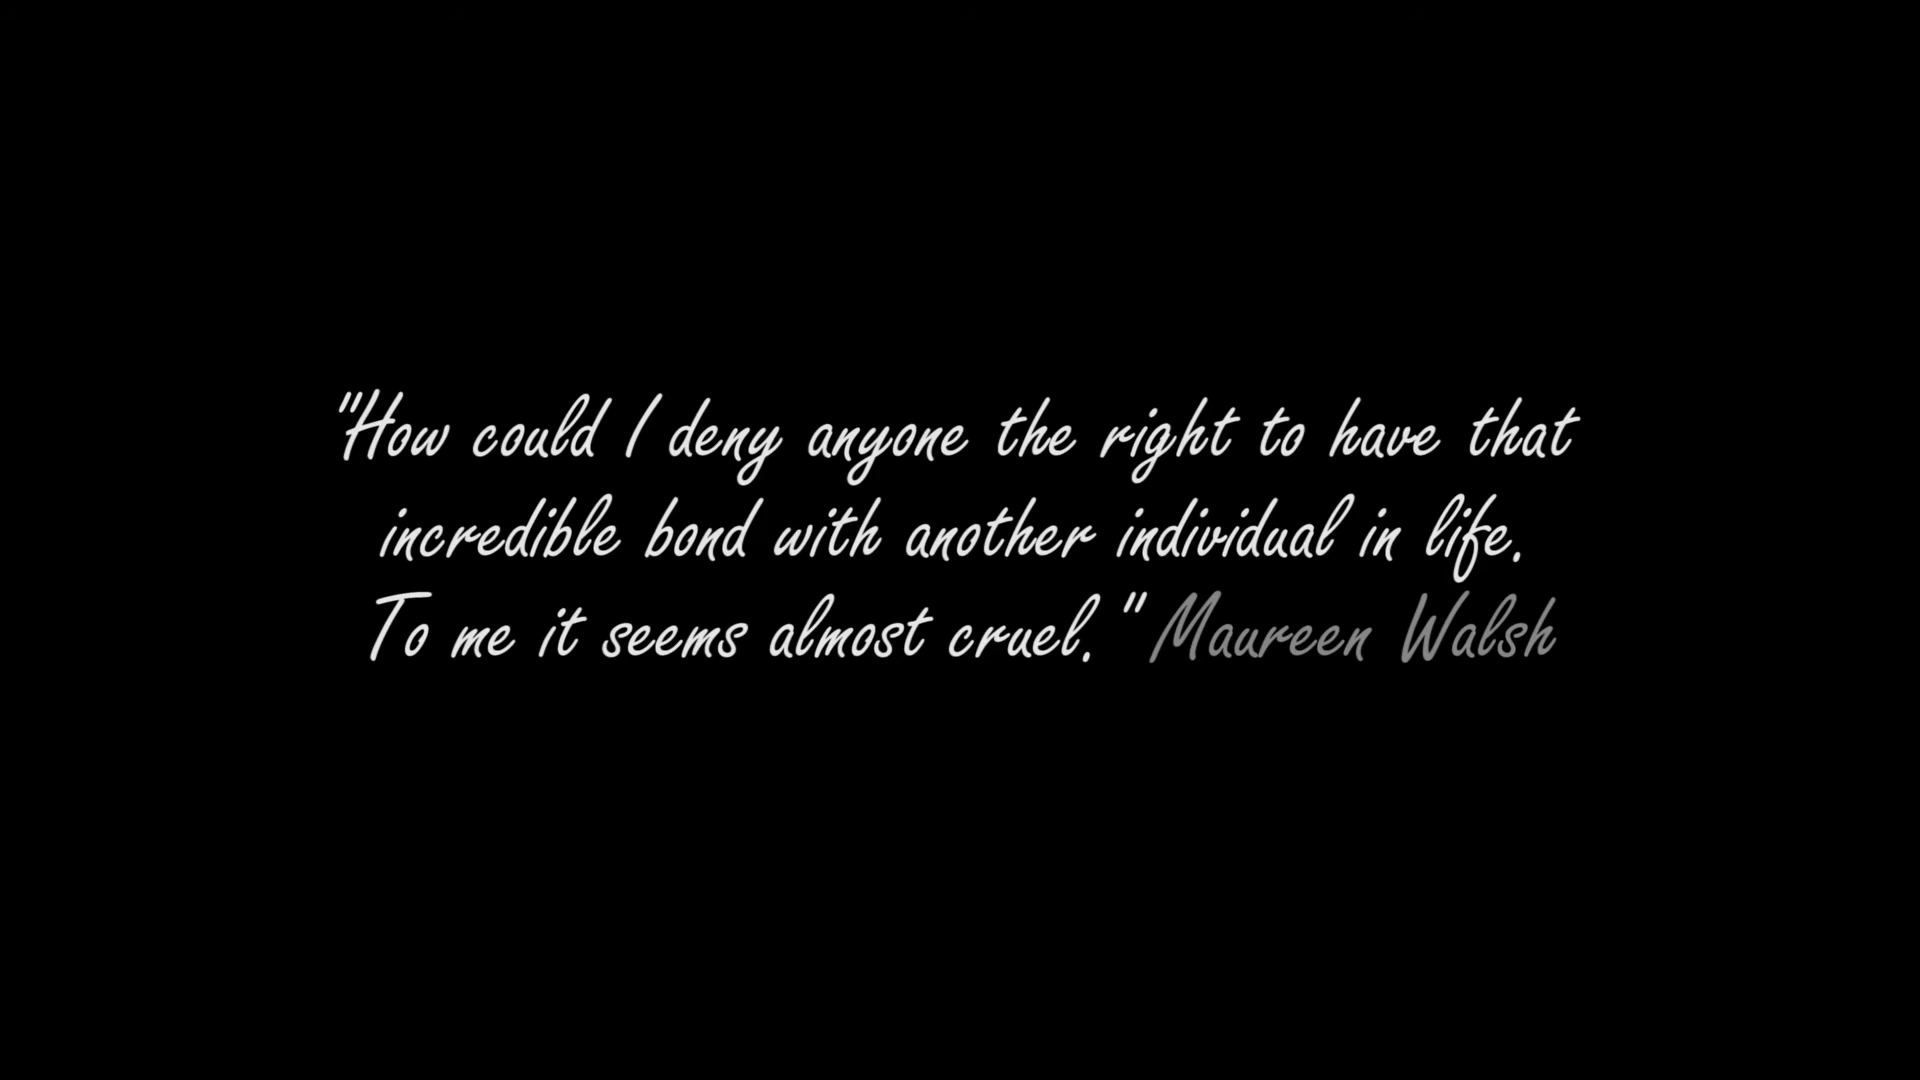 "How could I deny anyone the right to have that
incredible bond with another individual in life.
To me it seems almost cruel." Maureen Walsh